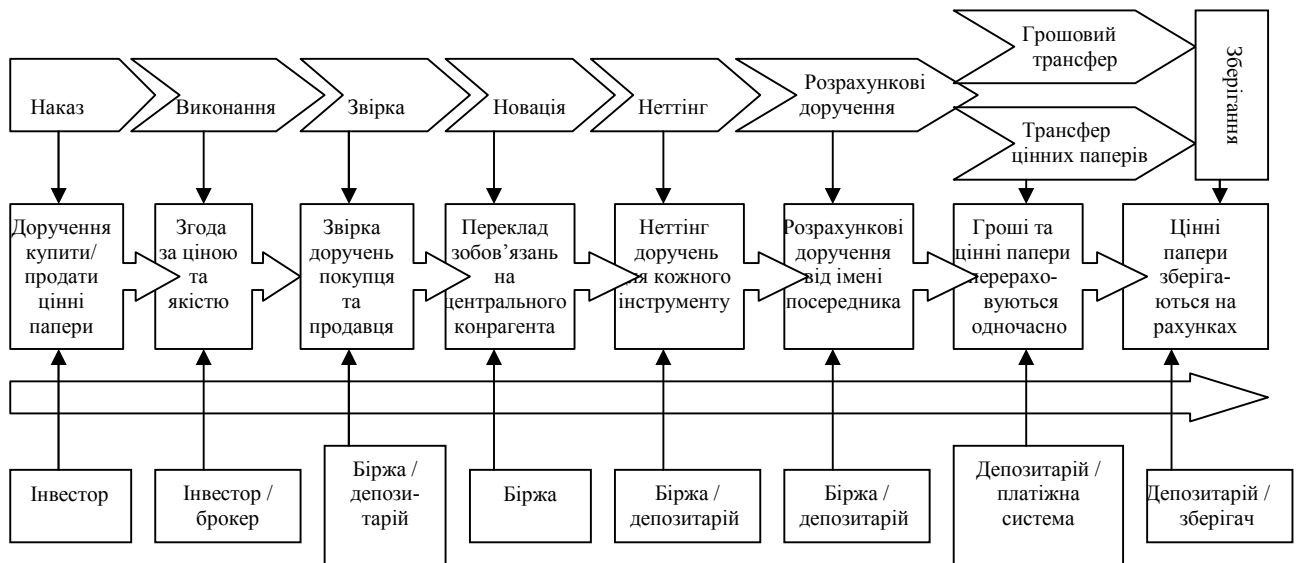 Наказ
Виконання
Звірка
Новація
Неттінг
Розрахункові
доручення
Грошовий
трансфер
Трансфер
цінних паперів
Зберігання
Доручення
купити/
продати
цінні
папери
Згода
за ціною
та
якістю
Звірка
доручень
покупця
та
продавця
Переклад
зобов’язань
на
центрального
конрагента
Неттінг
доручень
для кожного
інструменту
Розрахункові
доручення
від імені
посередника
Гроші та
цінні папери
перерахо-
вуються
одночасно
Цінні
папери
зберіга-
ються на
рахунках
Інвестор
Інвестор /
брокер
Біржа /
депози-
тарій
Біржа
Біржа /
депозитарій
Біржа /
депозитарій
Депозитарій /
платіжна
система
Депозитарій /
зберігач